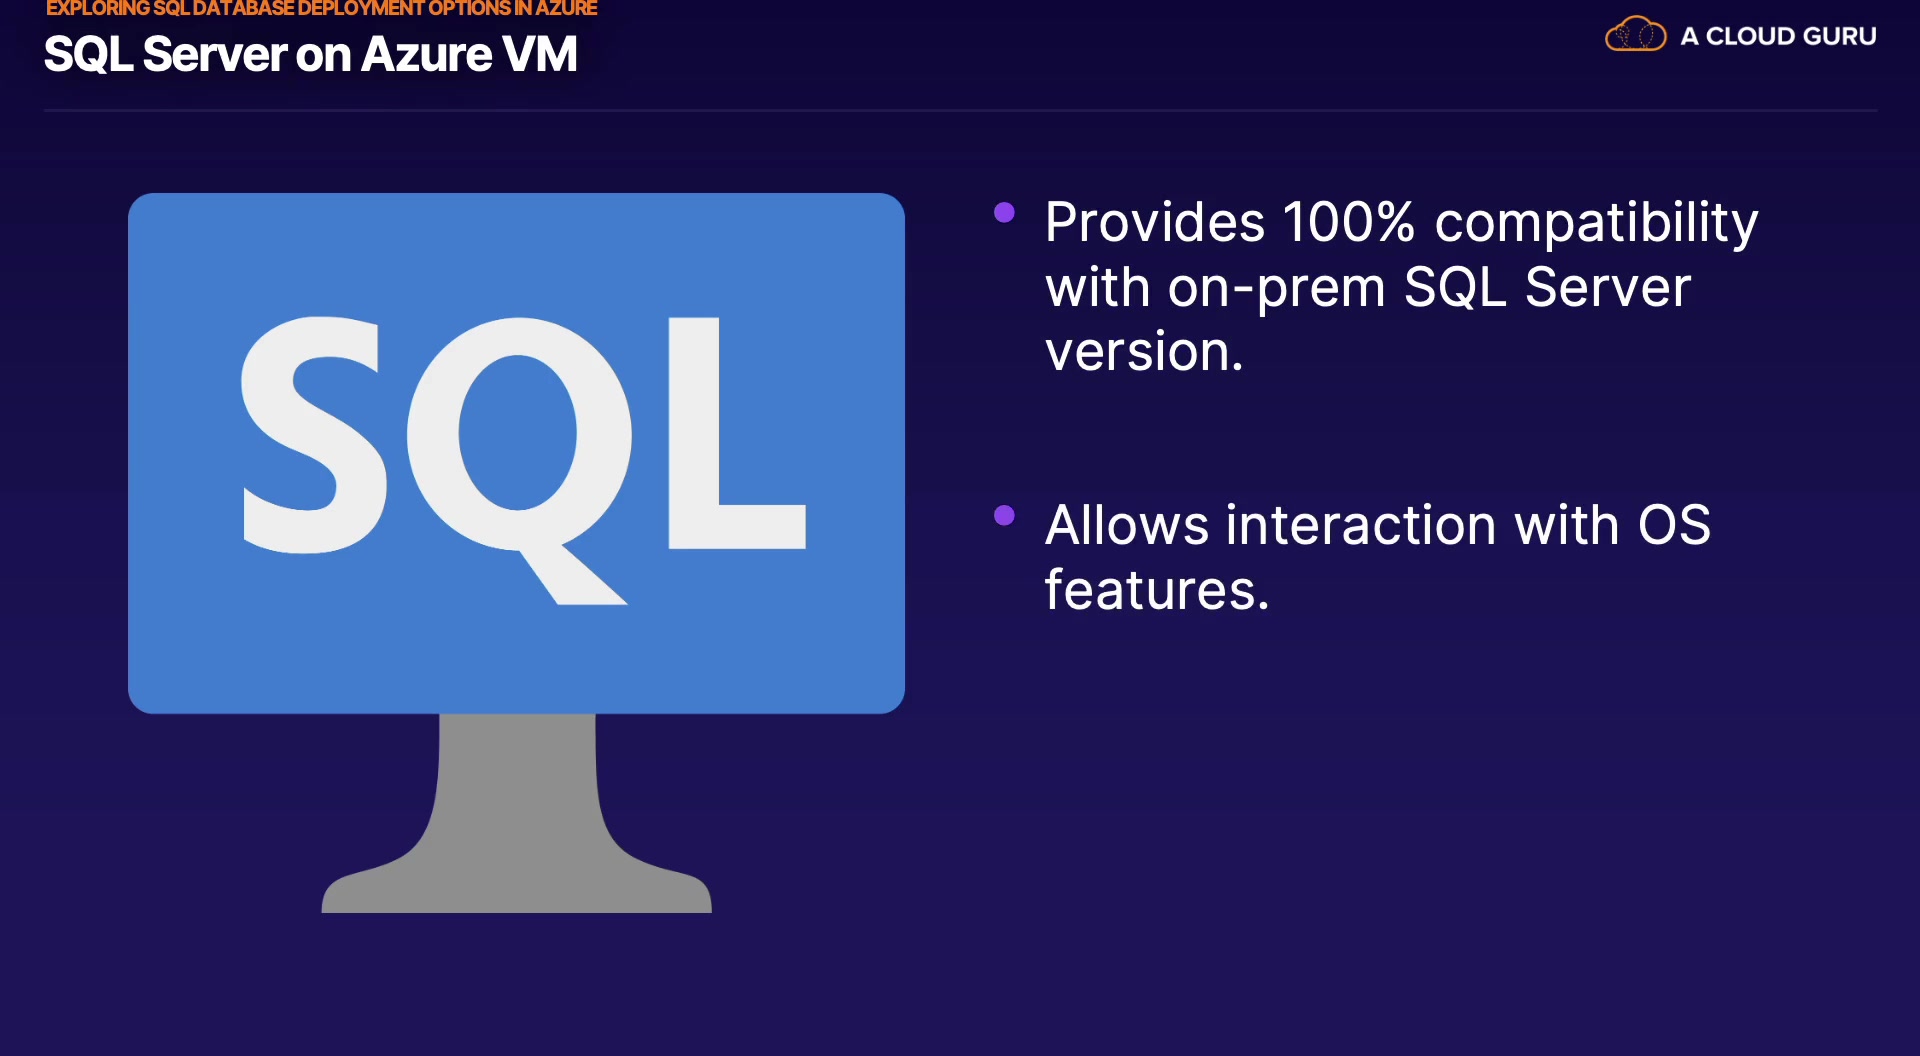 EXPLORING SQL DATABASE DEPLOYMENT OPTIONS IN AZURE
SQL Server on Azure VM
A CLOUD GURU
SQL
Provides 100% compatibility
with on-prem SQL Server
version.
Allows interaction with OS
features.